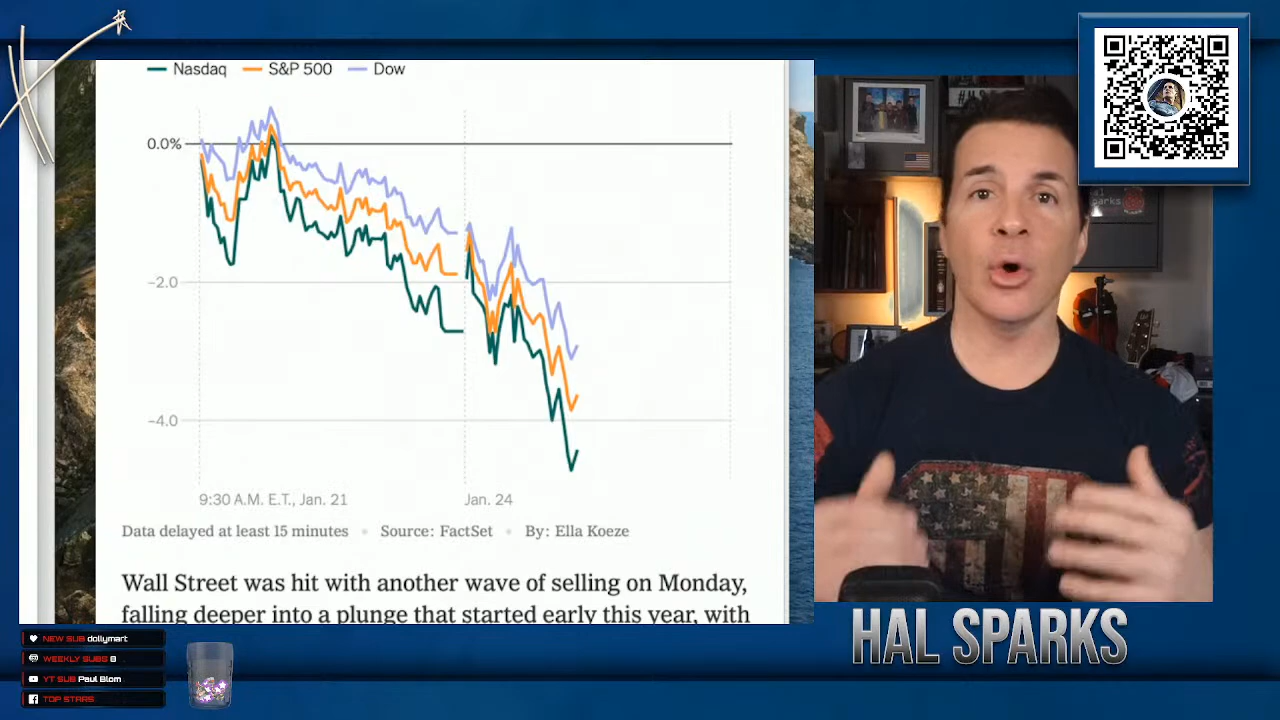 Nasdaq S&P 500 Dow
0.0%
-2.0
-4.0
9:30 A.M. E.T., Jan. 21 Jan. 24
Data delayed at least 15 minutes • Source: FactSet • By: Ella Koeze
Wall Street was hit with another wave of selling on Monday,
falling deeper into a plunge that started early this year, with
HAL SPARKS
NEW SUB dollymart
WEEKLY SUBS 0
YT SUB Paul Blom
TOP STARS